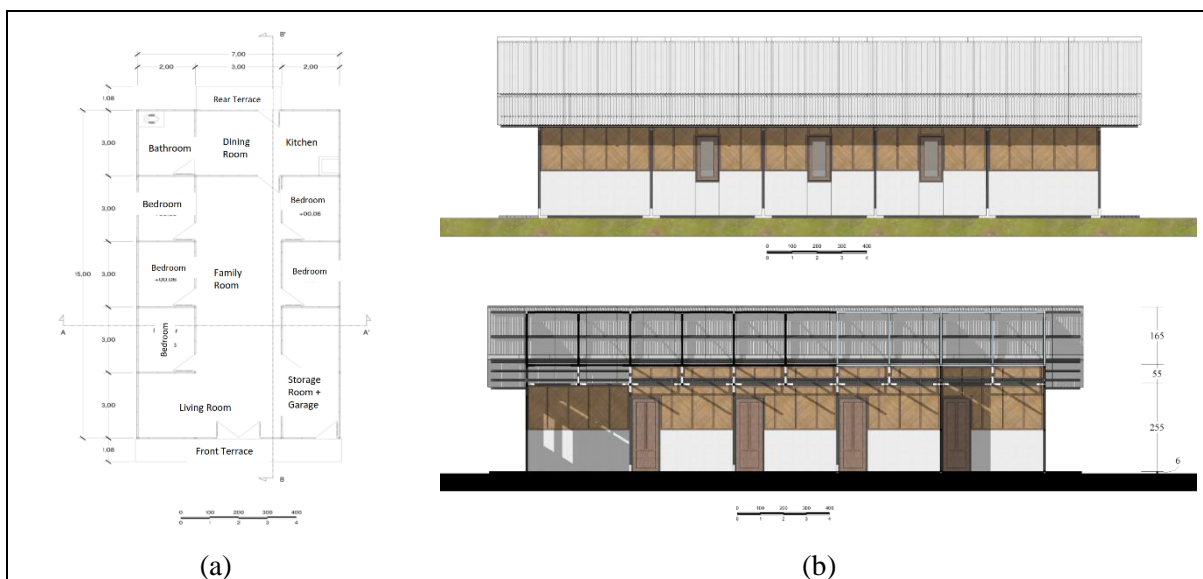 B'
7,00
2,00 3,00 2,00
1.08
Rear Terrace
3,00
Bathroom
Dining
Room
Kitchen
Bedroom
Bedroom
+00.06
3,00
15,00
3,00
Bedroom
+00.06
Family
Room
Bedroom
A A'
3,00
Bedroom
3,00
Living Room
Storage
Room +
Garage
1.08
Front Terrace
B
0 100 200 300 400
0 1 2 3 4
(a)
0 100 200 300 400
0 1 2 3 4
165
55
255
6
0 100 200 300 400
0 1 2 3 4
(b)